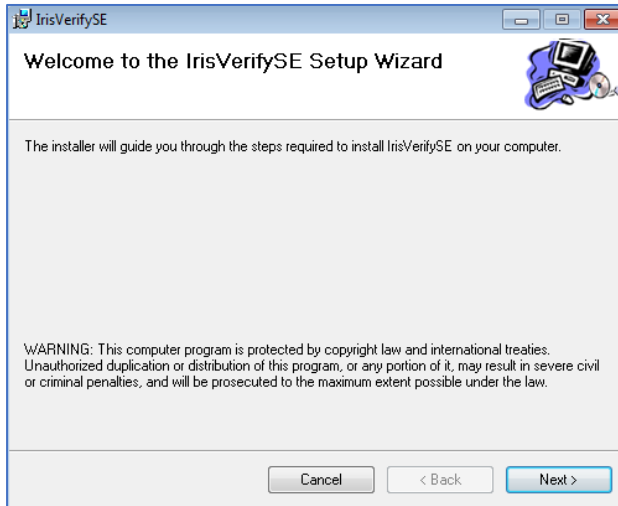 IrisVerifySE
Welcome to the IrisVerifySE Setup Wizard
The installer will guide you through the steps required to install IrisVerifySE on your computer.
WARNING: This computer program is protected by copyright law and international treaties.
Unauthorized duplication or distribution of this program, or any portion of it, may result in severe civil
or criminal penalties, and will be prosecuted to the maximum extent possible under the law.
Cancel
< Back
Next >